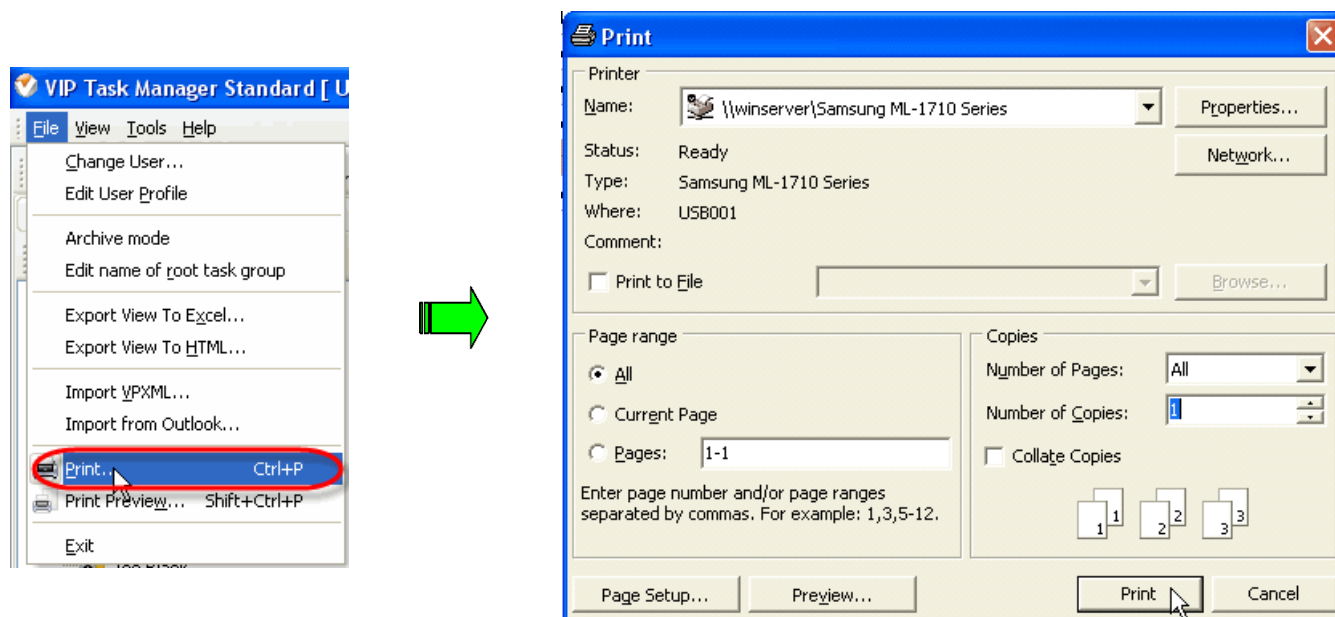 VIP Task Manager Standard [ U
File View Tools Help
Change User...
Edit User Profile
Archive mode
Edit name of root task group
Export View To Excel...
Export View To HTML...
Import VPXML...
Import from Outlook...
Print... Ctrl+P
Print Preview... Shift+Ctrl+P
Exit
Print
Printer
Name: \\winserver\Samsung ML-1710 Series Properties...
Status: Ready Network...
Type: Samsung ML-1710 Series
Where: USB001
Comment:
Print to File Browse...
Page range
All
Current Page
Pages: 1-1
Enter page number and/or page ranges
separated by commas. For example: 1,3,5-12.
Copies
Number of Pages: All
Number of Copies: 1
Collate Copies
1 1 2 2 3 3
Page Setup... Preview... Print Cancel